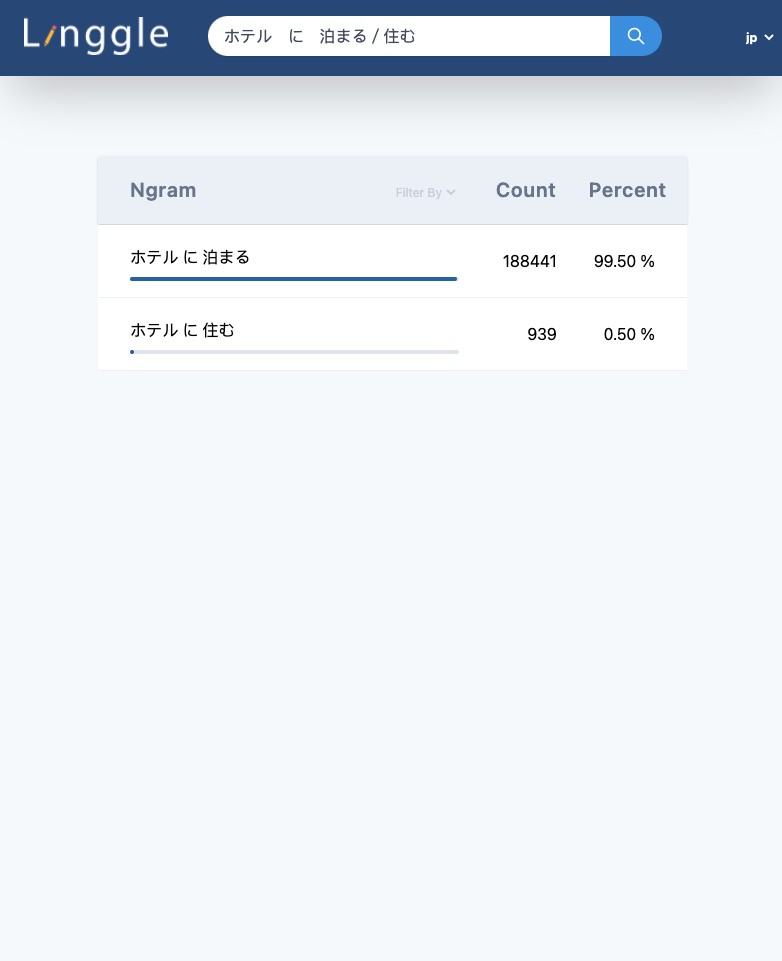 Linggle
ホテル　に　泊まる / 住む
jp
Ngram Filter By Count Percent
ホテル に 泊まる 188441 99.50 %
ホテル に 住む 939 0.50 %